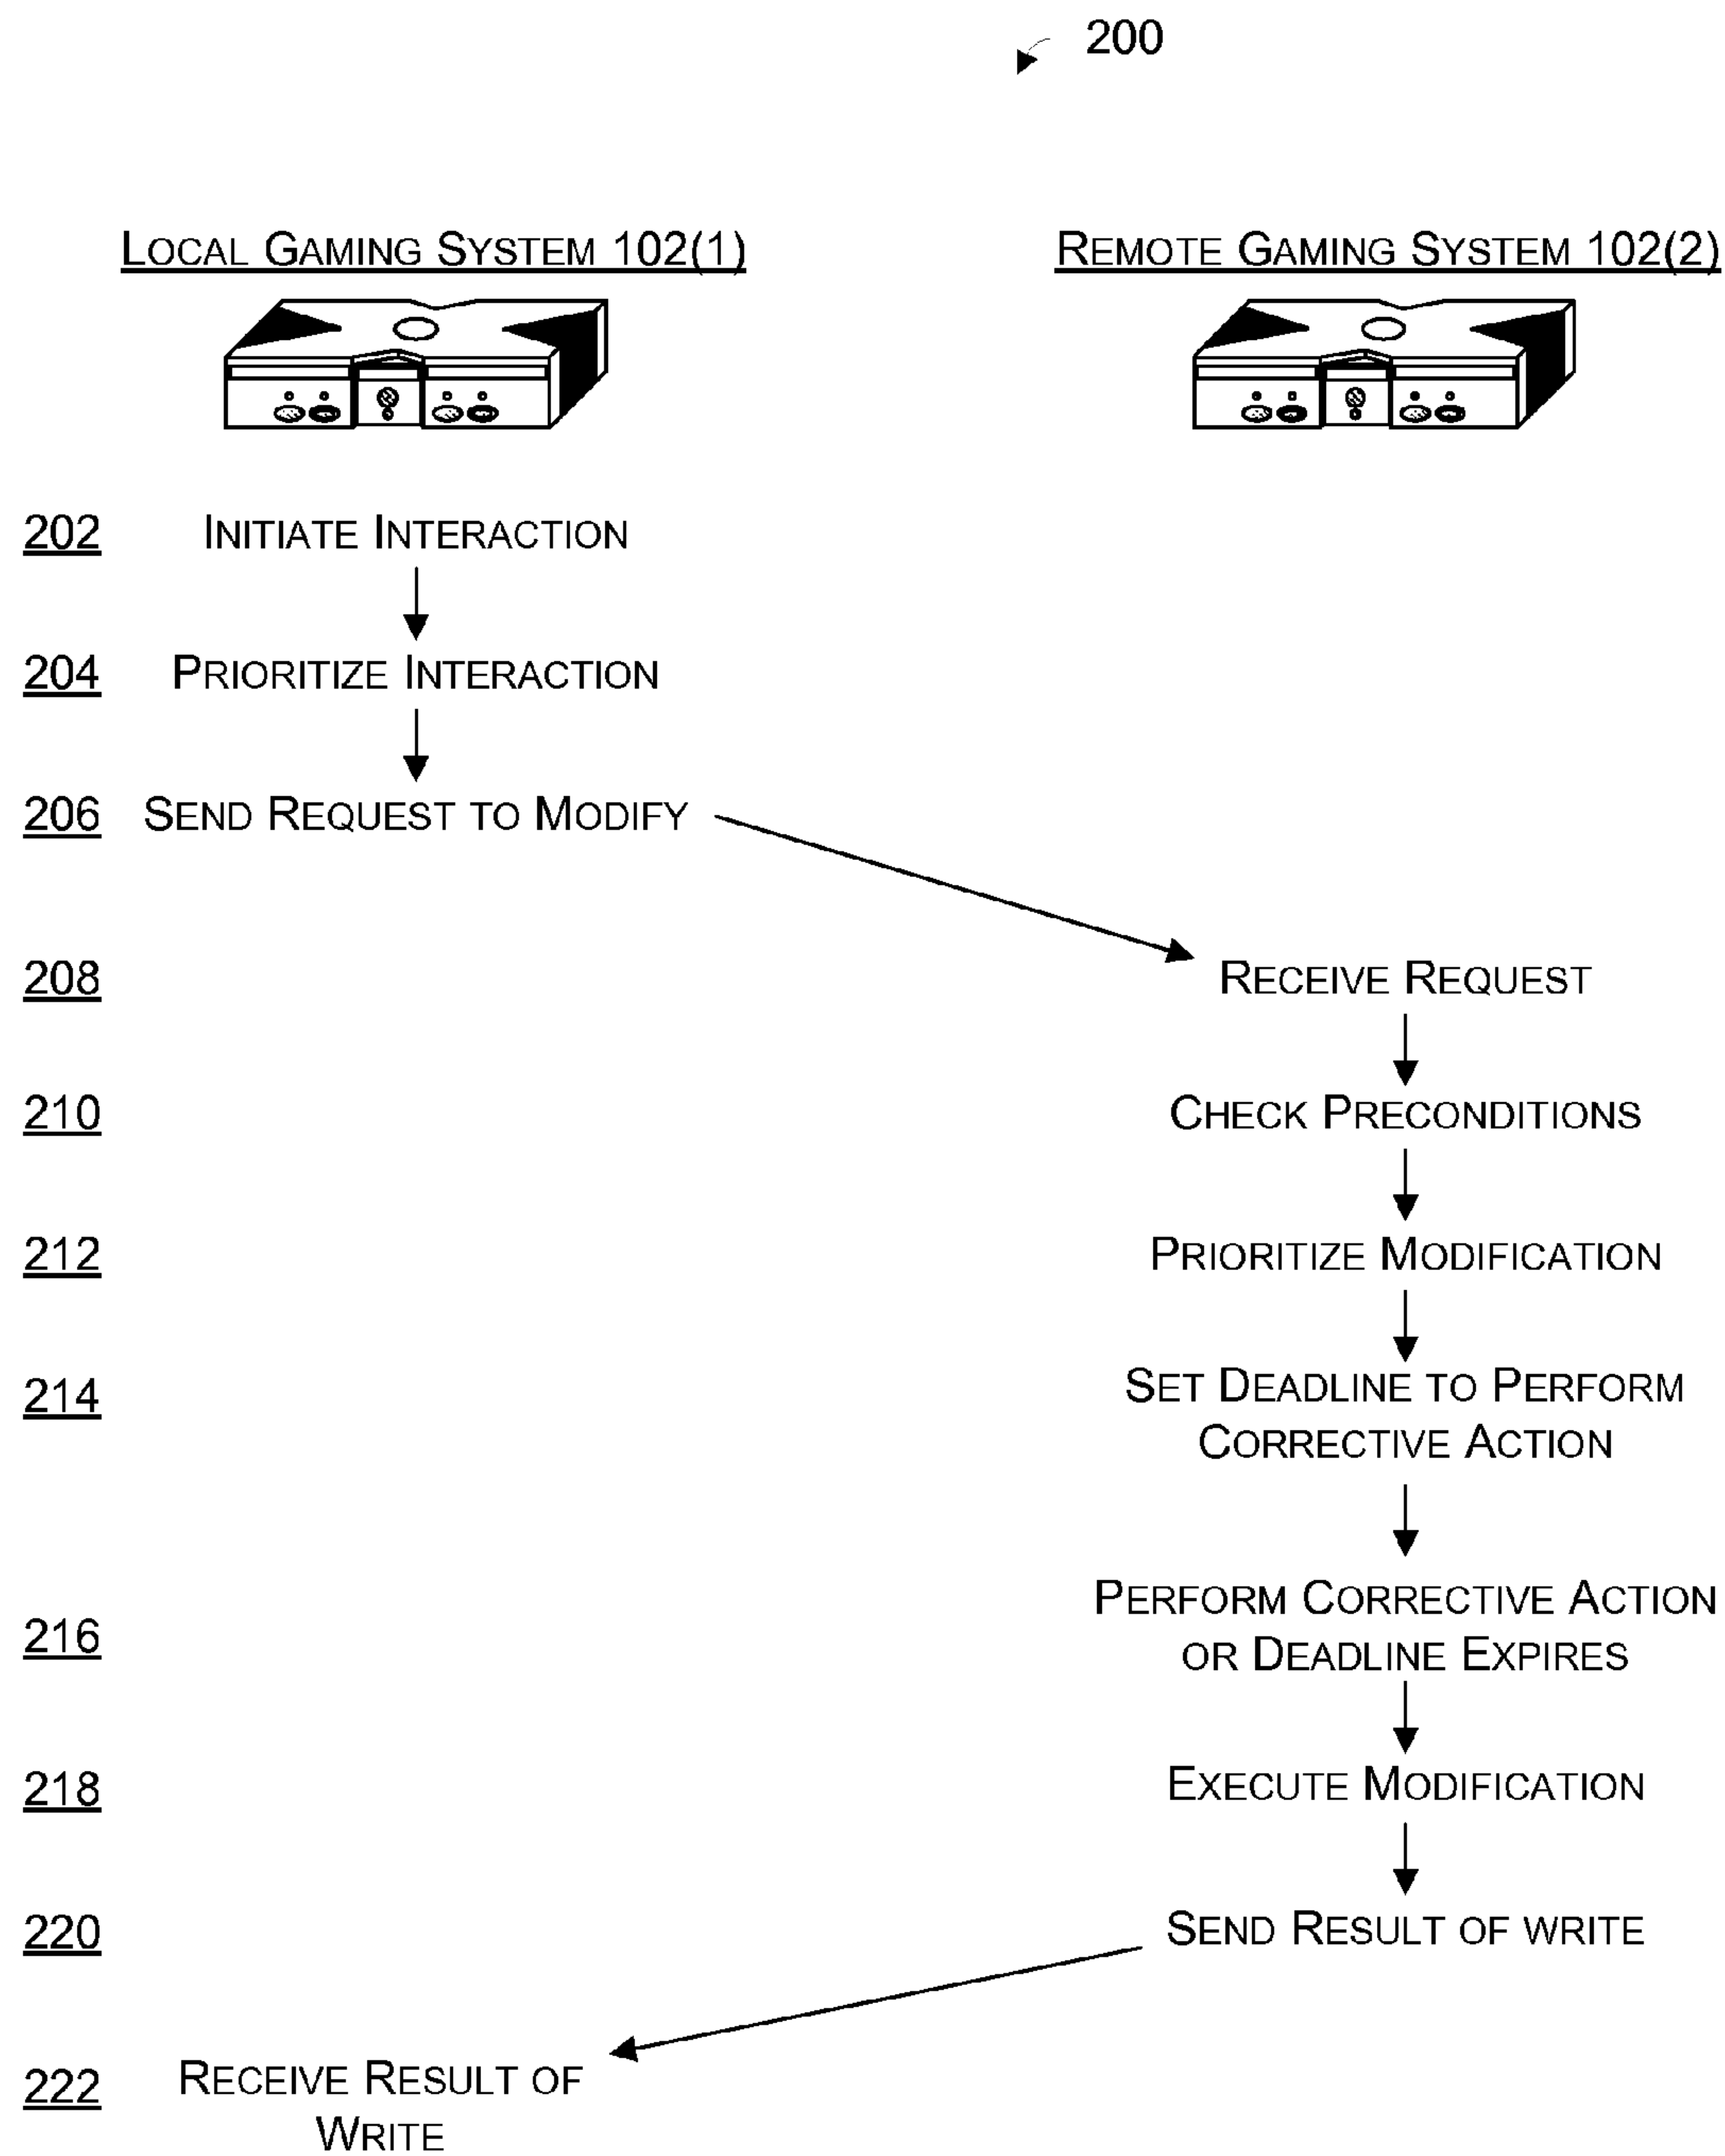 200
LOCAL GAMING SYSTEM 102(1)
REMOTE GAMING SYSTEM 102(2)
202 INITIATE INTERACTION
204 PRIORITIZE INTERACTION
206 SEND REQUEST TO MODIFY
208 RECEIVE REQUEST
210 CHECK PRECONDITIONS
212 PRIORITIZE MODIFICATION
214 SET DEADLINE TO PERFORM
CORRECTIVE ACTION
216 PERFORM CORRECTIVE ACTION
OR DEADLINE EXPIRES
218 EXECUTE MODIFICATION
220 SEND RESULT OF WRITE
222 RECEIVE RESULT OF
WRITE